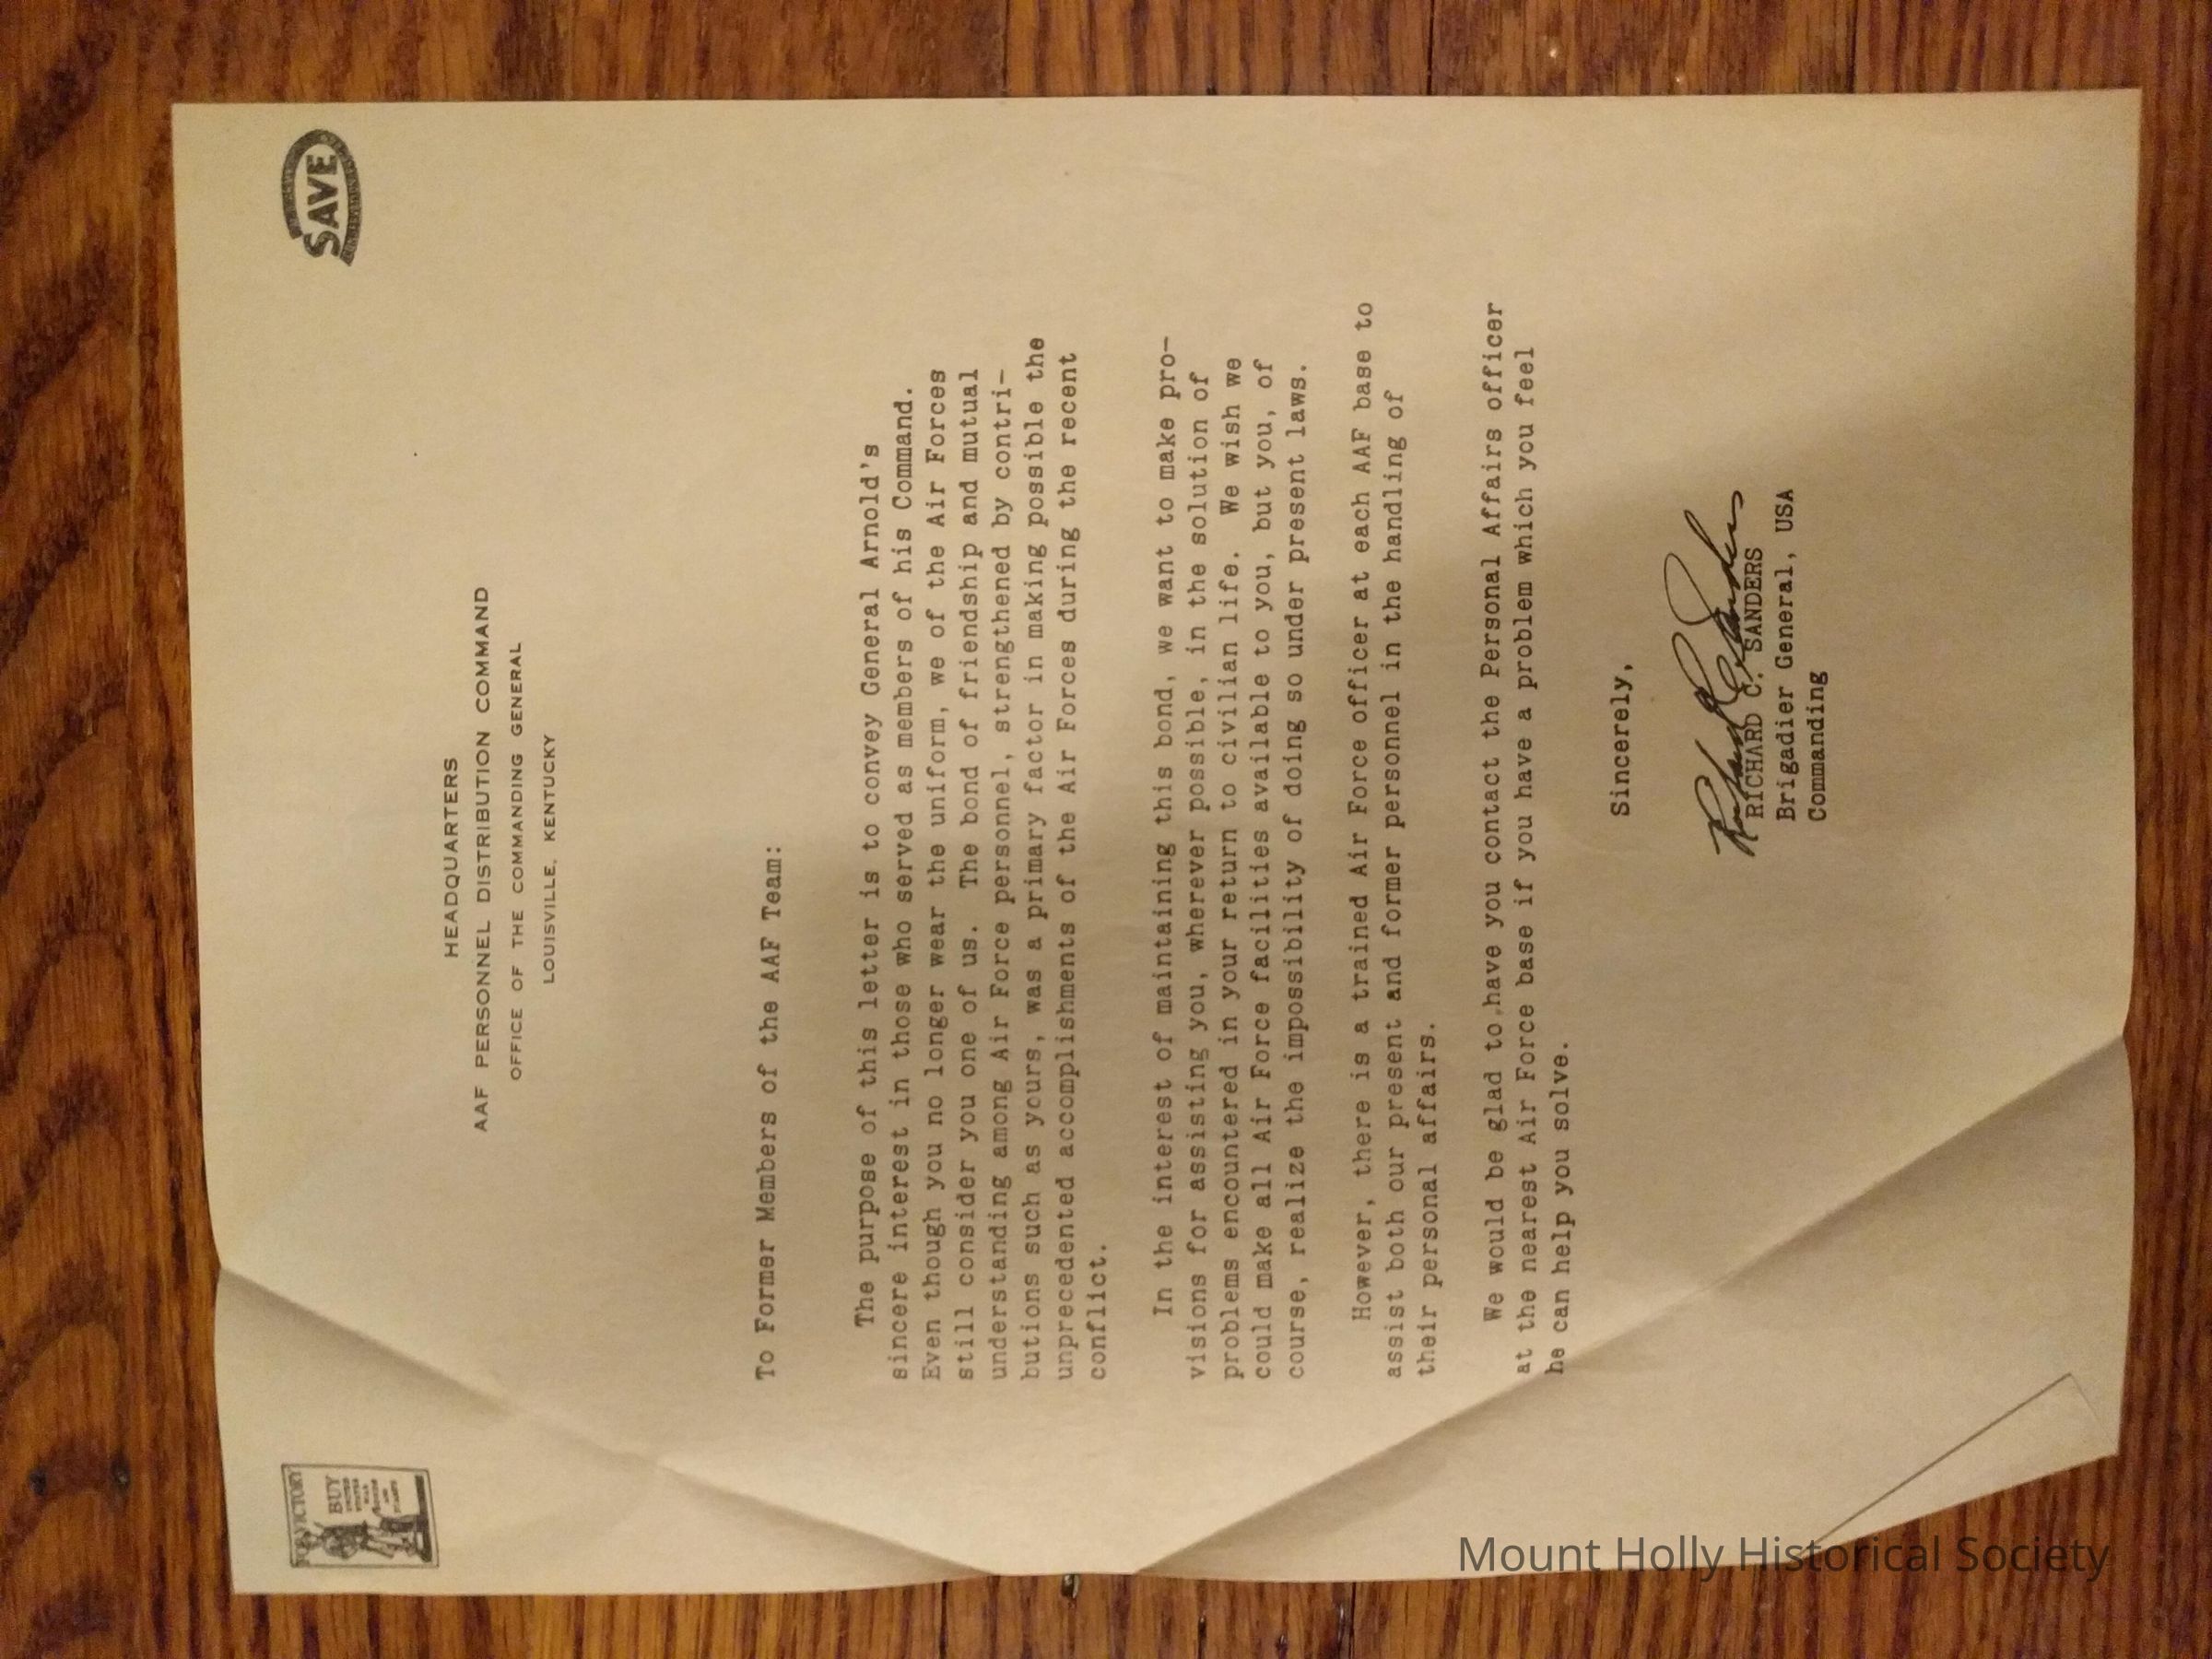 FOR VICTORY
BUY
SAVE
HEADQUARTERS
AAF PERSONNEL DISTRIBUTION COMMAND
OFFICE OF THE COMMANDING GENERAL
LOUISVILLE, KENTUCKY
To Former Members of the AAF Team:
The purpose of this letter is to convey General Arnold's
sincere interest in those who served as members of his Command.
Even though you no longer wear the uniform, we of the Air Forces
still consider you one of us. The bond of friendship and mutual
understanding among Air Force personnel, strengthened by contri-
butions such as yours, was a primary factor in making possible the
unprecedented accomplishments of the Air Forces during the recent
conflict.
In the interest of maintaining this bond, we want to make pro-
visions for assisting you, wherever possible, in the solution of
problems encountered in your return to civilian life. We wish we
could make all Air Force facilities available to you, but you, of
course, realize the impossibility of doing so under present laws.
However, there is a trained Air Force officer at each AAF base to
assist both our present and former personnel in the handling of
their personal affairs.
We would be glad to have you contact the Personal Affairs officer
at the nearest Air Force base if you have a problem which you feel
he can help you solve.
Sincerely,
Richard C. Sanders
RICHARD C. SANDERS
Brigadier General, USA
Commanding
Mount Holly Historical Society